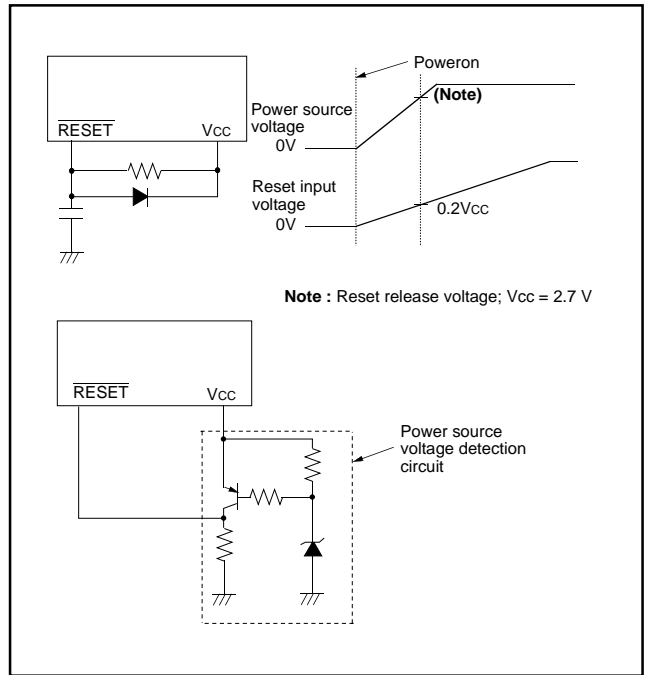 Poweron
(Note)
Power source
voltage
0V
RESET
VCC
Reset input
voltage
0V
0.2VCC
Note : Reset release voltage; Vcc = 2.7 V
RESET
VCC
Power source
voltage detection
circuit